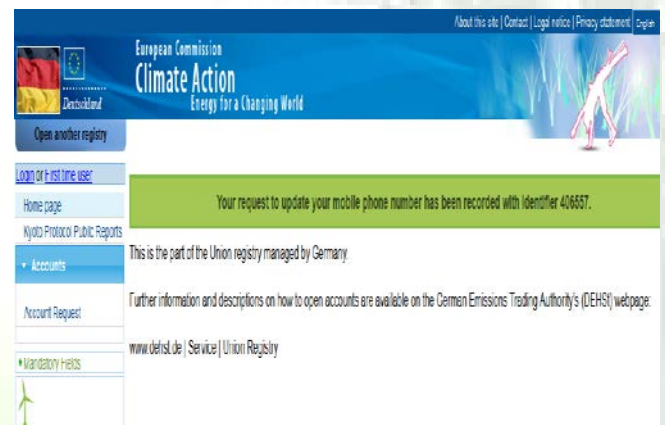 About this site | Contact | Legal notice | Privacy statement English
European Commission
Climate Action
Energy for a Changing World
Deutschland
Open another registry
Login or First time user
Your request to update your mobile phone number has been recorded with identifier 406557.
Home page
Kyoto Protocol Public Reports
This is the part of the Union registry managed by Germany.
Accounts
Further information and descriptions on how to open accounts are available on the German Emissions Trading Authority's (DEHSt) webpage:
Account Request
www.dehst.de | Service | Union Registry
Mandatory Fields